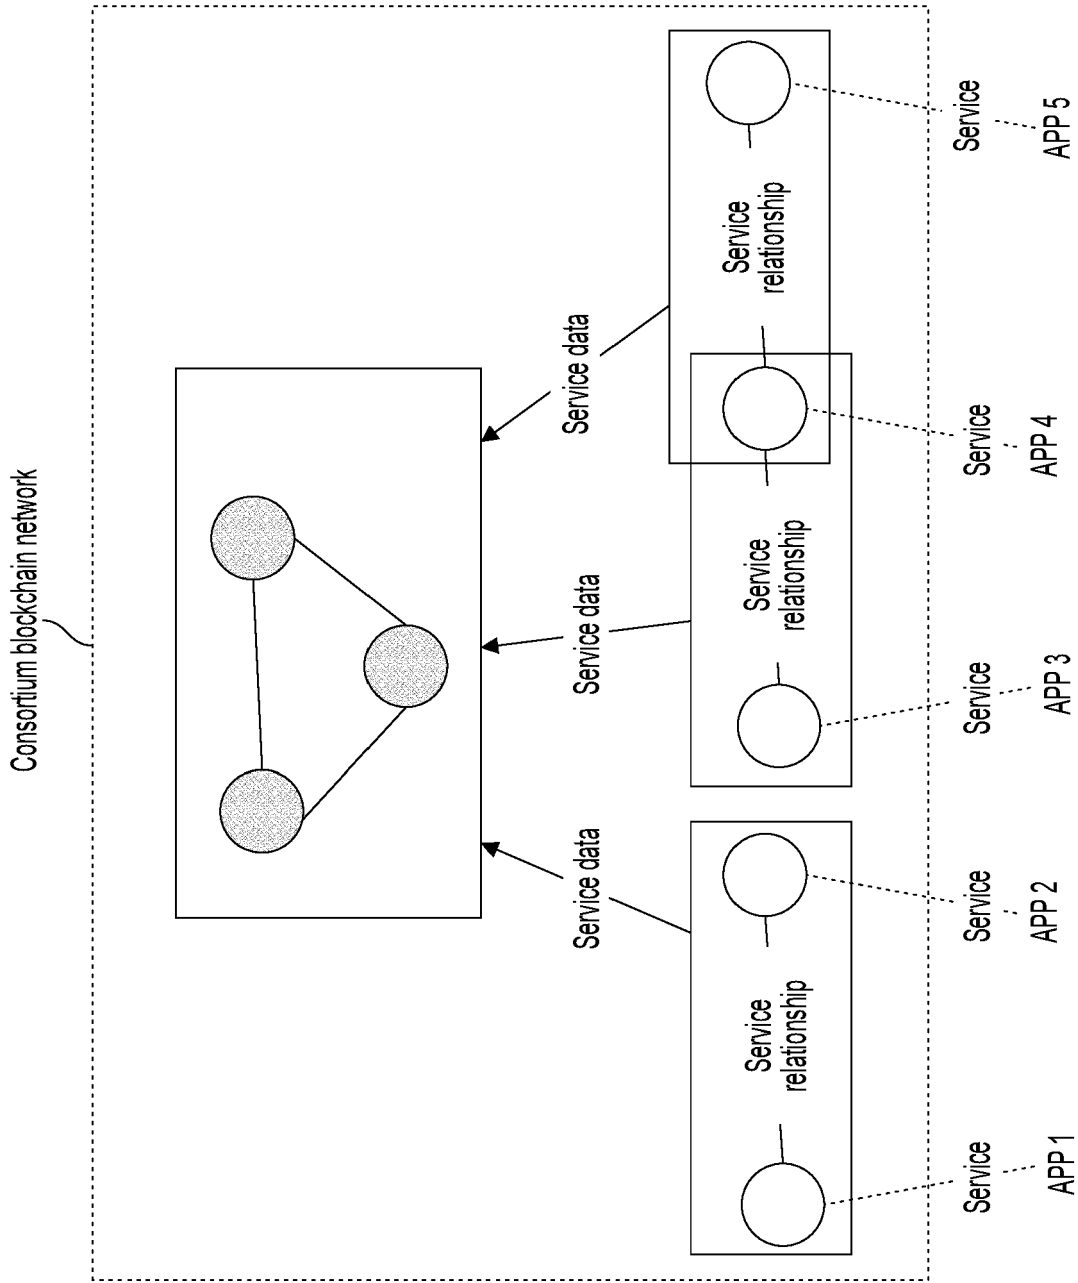 Consortium blockchain network
Service data
Service data
Service data
Service
relationship
Service
relationship
Service
relationship
Service
Service
Service
Service
Service
APP 1
APP 2
APP 3
APP 4
APP 5